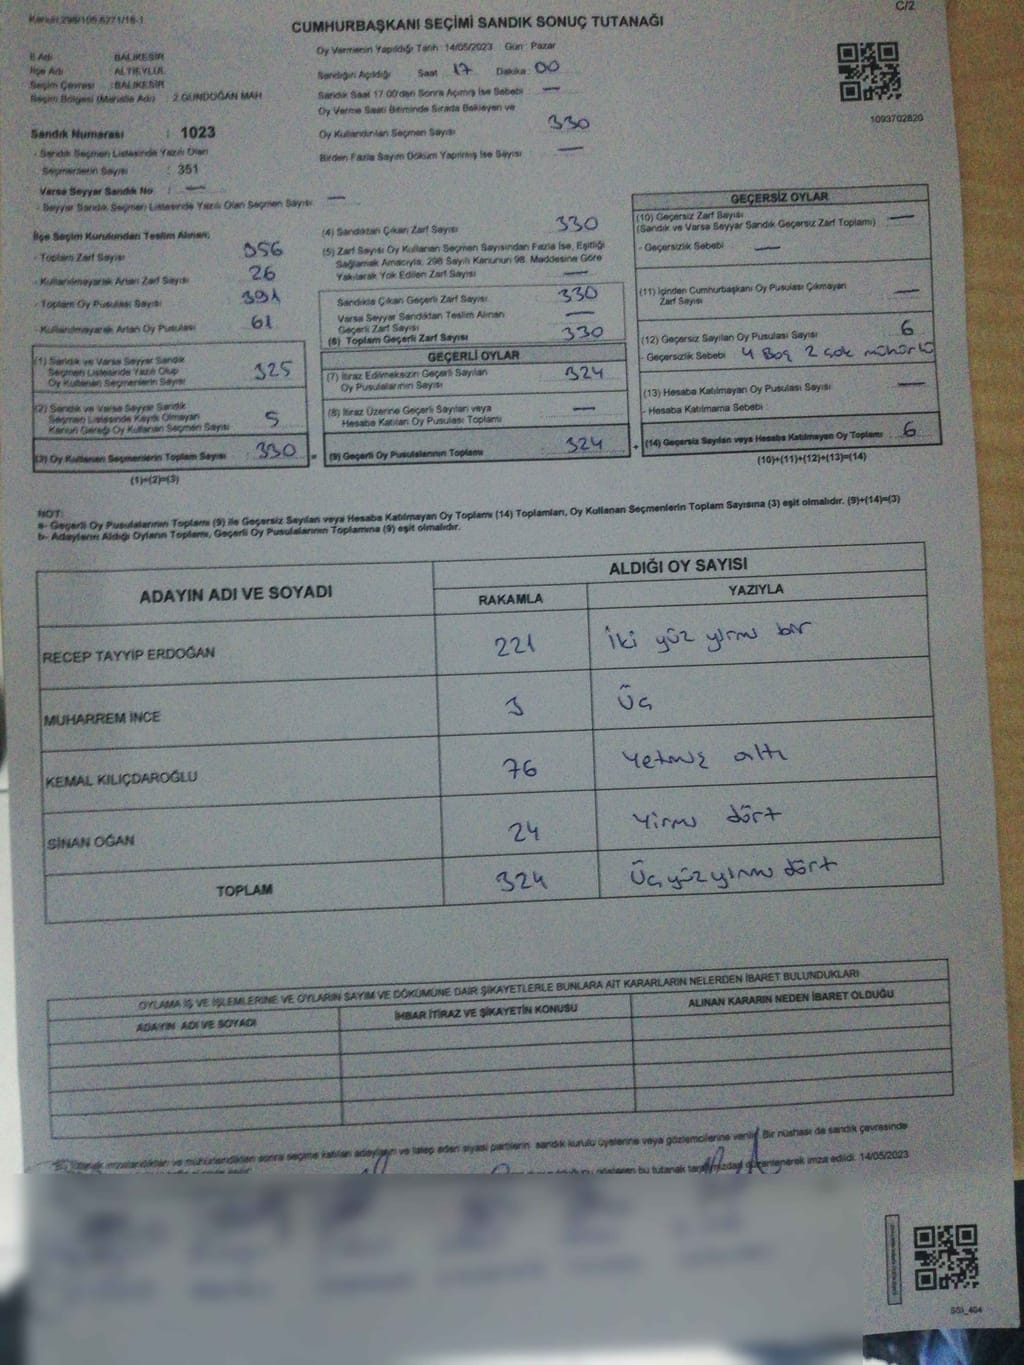 Kanun:298/106.6271/16-1
C/2
CUMHURBAŞKANI SEÇİMİ SANDIK SONUÇ TUTANAĞI
İl Adı BALIKESİR
İlçe Adı ALTIEYLÜL
Seçim Çevresi : BALIKESİR
Seçim Bölgesi (Mahalle Adı) : 2.GÜNDOĞAN MAH
Sandık Numarası : 1023
- Sandık Seçmen Listesinde Yazılı Olan
Seçmenlerin Sayısı : 351
Varsa Seyyar Sandık No : —
- Seyyar Sandık Seçmen Listesinde Yazılı Olan Seçmen Sayısı —
Oy Vermenin Yapıldığı Tarih : 14/05/2023 Gün : Pazar
Sandığın Açıldığı Saat 17 Dakika : 00
Sandık Saat 17.00'den Sonra Açılmış İse Sebebi —
Oy Verme Saati Bitiminde Sırada Bekleyen ve
Oy Kullandırılan Seçmen Sayısı 330
Birden Fazla Sayım Döküm Yapılmış İse Sayısı —
1093702820
İlçe Seçim Kurulundan Teslim Alınan;
- Toplam Zarf Sayısı 356
- Kullanılmayarak Artan Zarf Sayısı 26
- Toplam Oy Pusulası Sayısı 391
- Kullanılmayarak Artan Oy Pusulası 61
(1) Sandık ve Varsa Seyyar Sandık
Seçmen Listesinde Yazılı Olup
Oy Kullanan Seçmenlerin Sayısı 325
(2) Sandık ve Varsa Seyyar Sandık
Seçmen Listesinde Kayıtlı Olmayan
Kanun Gereği Oy Kullanan Seçmen Sayısı 5
(3) Oy Kullanan Seçmenlerin Toplam Sayısı 330
(1)+(2)=(3)
(4) Sandıktan Çıkan Zarf Sayısı 330
(5) Zarf Sayısı Oy Kullanan Seçmen Sayısından Fazla İse, Eşitliği
Sağlamak Amacıyla, 298 Sayılı Kanunun 98. Maddesine Göre
Yakılarak Yok Edilen Zarf Sayısı —
Sandıkta Çıkan Geçerli Zarf Sayısı 330
Varsa Seyyar Sandıktan Teslim Alınan
Geçerli Zarf Sayısı —
(6) Toplam Geçerli Zarf Sayısı 330
GEÇERLİ OYLAR
(7) İtiraz Edilmeksizin Geçerli Sayılan
Oy Pusulalarının Sayısı 324
(8) İtiraz Üzerine Geçerli Sayılan veya
Hesaba Katılan Oy Pusulası Toplamı —
= (9) Geçerli Oy Pusulalarının Toplamı 324 +
GEÇERSİZ OYLAR
(10) Geçersiz Zarf Sayısı —
(Sandık ve Varsa Seyyar Sandık Geçersiz Zarf Toplamı)
- Geçersizlik Sebebi —
(11) İçinden Cumhurbaşkanı Oy Pusulası Çıkmayan
Zarf Sayısı —
(12) Geçersiz Sayılan Oy Pusulası Sayısı 6
- Geçersizlik Sebebi 4 Boş 2 çok mühürlü
(13) Hesaba Katılmayan Oy Pusulası Sayısı —
- Hesaba Katılmama Sebebi :
(14) Geçersiz Sayılan veya Hesaba Katılmayan Oy Toplamı 6
(10)+(11)+(12)+(13)=(14)
NOT:
a- Geçerli Oy Pusulalarının Toplamı (9) ile Geçersiz Sayılan veya Hesaba Katılmayan Oy Toplamı (14) Toplamları, Oy Kullanan Seçmenlerin Toplam Sayısına (3) eşit olmalıdır. (9)+(14)=(3)
b- Adayların Aldığı Oyların Toplamı, Geçerli Oy Pusulalarının Toplamına (9) eşit olmalıdır.
ADAYIN ADI VE SOYADI
ALDIĞI OY SAYISI
RAKAMLA YAZIYLA
RECEP TAYYİP ERDOĞAN 221 İki yüz yirmi bir
MUHARREM İNCE 3 Üç
KEMAL KILIÇDAROĞLU 76 Yetmiş altı
SİNAN OĞAN 24 Yirmi dört
TOPLAM 324 Üçyüzyirmi dört
OYLAMA İŞ VE İŞLEMLERİNE VE OYLARIN SAYIM VE DÖKÜMÜNE DAİR ŞİKAYETLERLE BUNLARA AİT KARARLARIN NELERDEN İBARET BULUNDUKLARI
ADAYIN ADI VE SOYADI İHBAR İTİRAZ VE ŞİKAYETİN KONUSU ALINAN KARARIN NEDEN İBARET OLDUĞU
tutanak imzalandıktan ve mühürlendikten sonra seçime katılan adayların ve talep eden siyasi partilerin sandık kurulu üyelerine veya gözlemcilerine verilir. Bir nüshası da sandık çevresinde
gösteren bu tutanak tarafımızdan düzenlenerek imza edildi. 14/05/2023
SSI_404